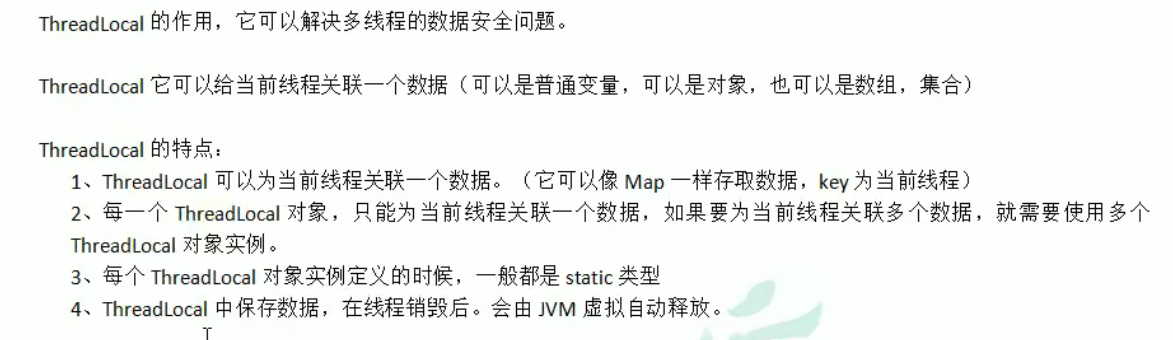 ThreadLocal 的作用，它可以解决多线程的数据安全问题。
ThreadLocal 它可以给当前线程关联一个数据（可以是普通变量，可以是对象，也可以是数组，集合）
ThreadLocal 的特点：
1、ThreadLocal 可以为当前线程关联一个数据。（它可以像 Map 一样存取数据，key 为当前线程）
2、每一个 ThreadLocal 对象，只能为当前线程关联一个数据，如果要为当前线程关联多个数据，就需要使用多个
ThreadLocal 对象实例。
3、每个 ThreadLocal 对象实例定义的时候，一般都是 static 类型
4、ThreadLocal 中保存数据，在线程销毁后。会由 JVM 虚拟自动释放。